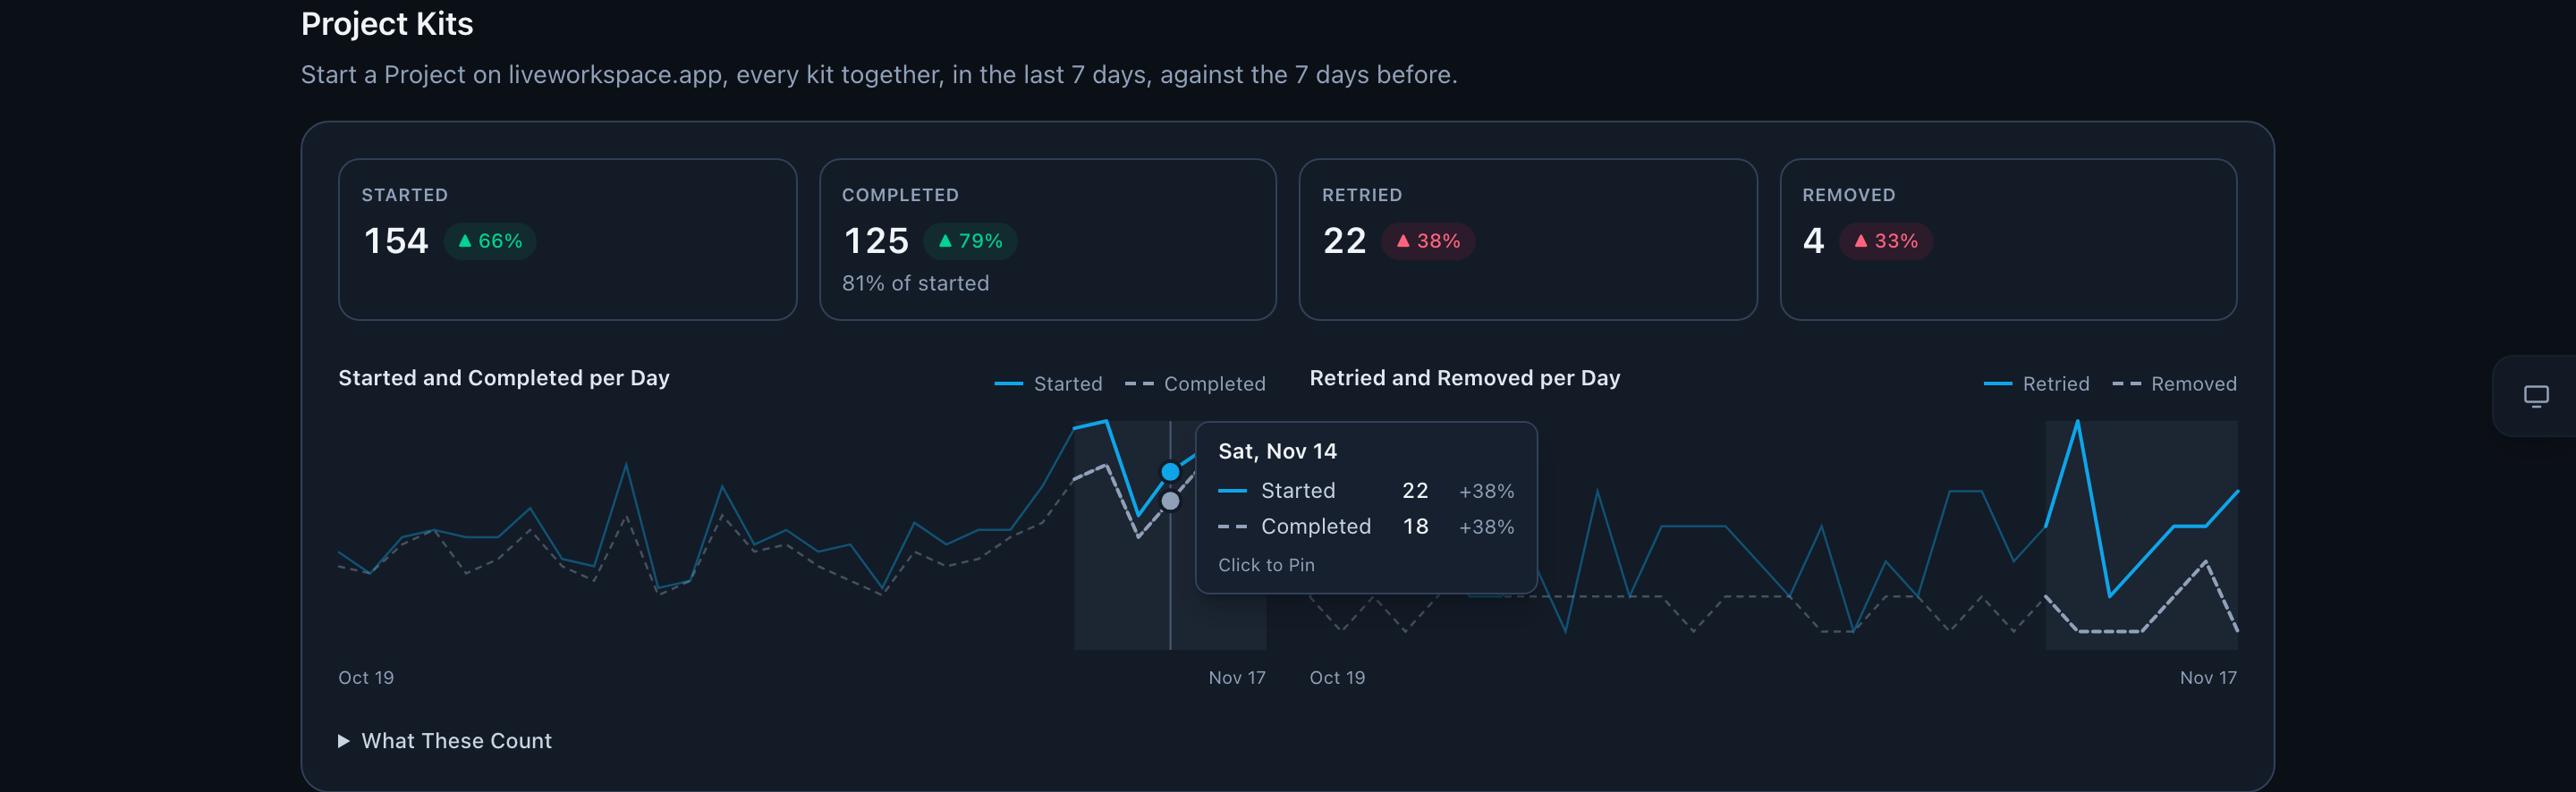 Project Kits
Start a Project on liveworkspace.app, every kit together, in the last 7 days, against the 7 days before.
STARTED
154 ▲ 66%
COMPLETED
125 ▲ 79%
81% of started
RETRIED
22 ▲ 38%
REMOVED
4 ▲ 33%
Started and Completed per Day
Started Completed
Sat, Nov 14
Started 22 +38%
Completed 18 +38%
Click to Pin
Oct 19 Nov 17
Retried and Removed per Day
Retried Removed
Oct 19 Nov 17
▶ What These Count